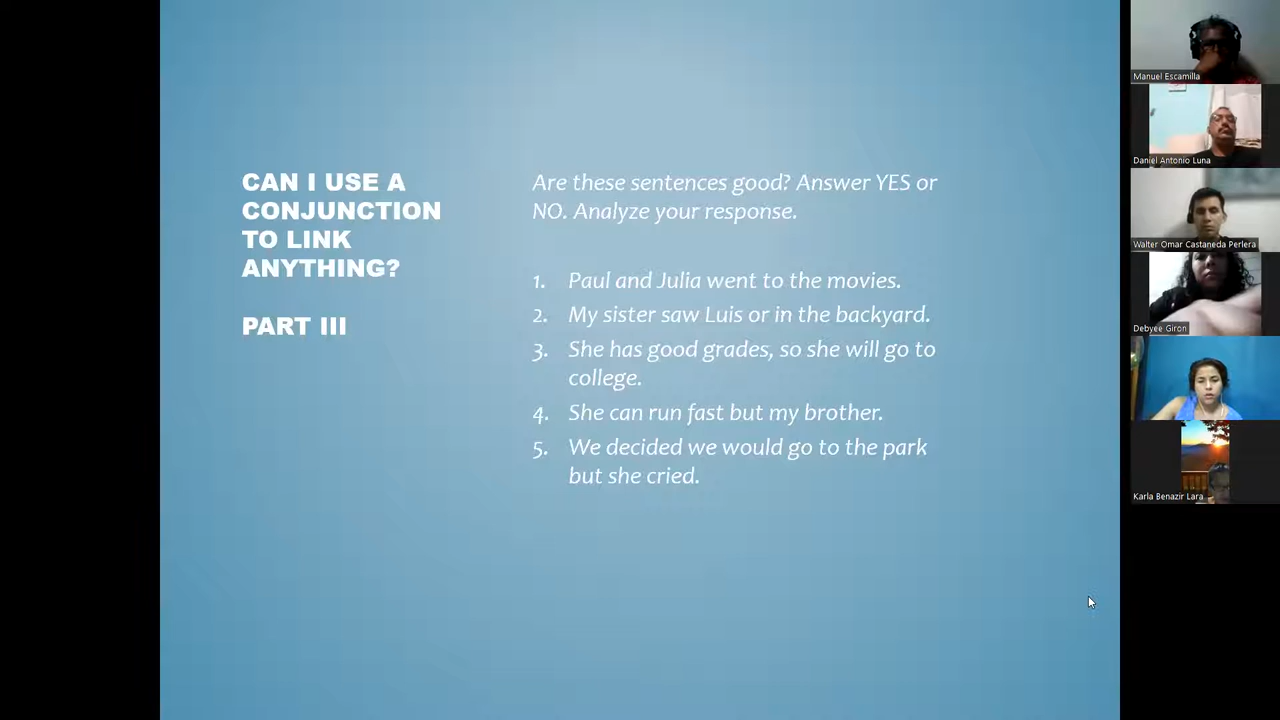 CAN I USE A
CONJUNCTION
TO LINK
ANYTHING?
PART III
Are these sentences good? Answer YES or
NO. Analyze your response.
1. Paul and Julia went to the movies.
2. My sister saw Luis or in the backyard.
3. She has good grades, so she will go to
college.
4. She can run fast but my brother.
5. We decided we would go to the park
but she cried.
Manuel Escamilla
Daniel Antonio Luna
Walter Omar Castaneda Perlera
Debyee Giron
Karla Benazir Lara